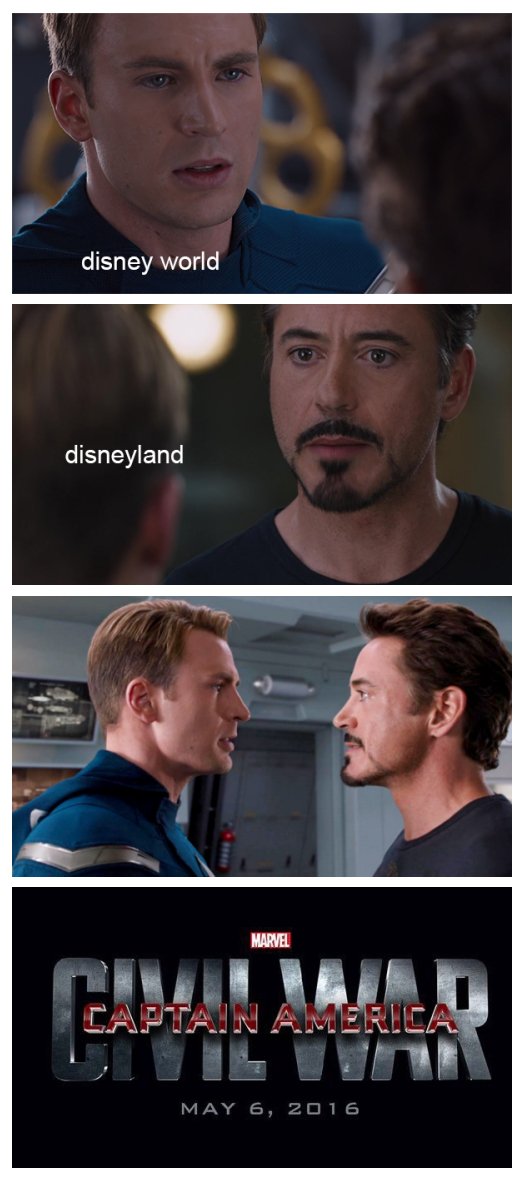 disney world
disneyland
MARVEL
CIVIL WAR
CAPTAIN AMERICA
MAY 6, 2016